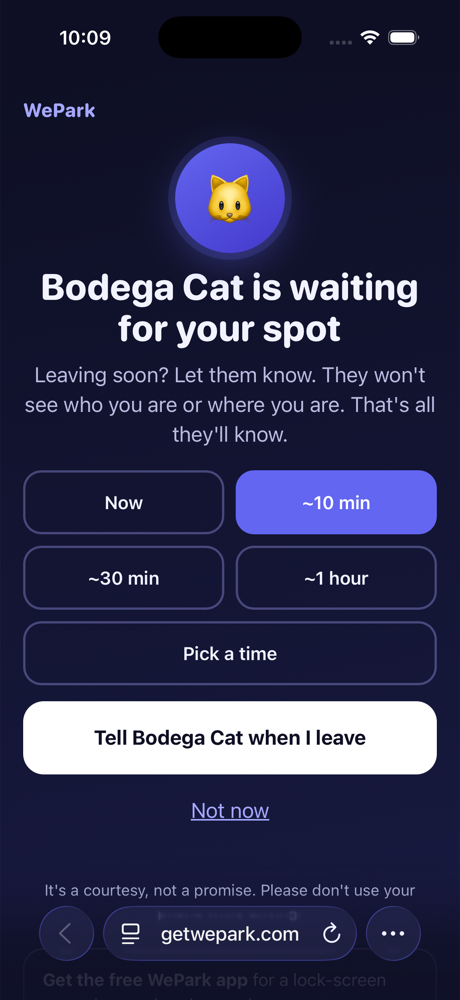 10:09
WePark
Bodega Cat is waiting
for your spot
Leaving soon? Let them know. They won't
see who you are or where you are. That's all
they'll know.
Now
~10 min
~30 min
~1 hour
Pick a time
Tell Bodega Cat when I leave
Not now
It's a courtesy, not a promise. Please don't use your
getwepark.com
Get the free WePark app for a lock-screen